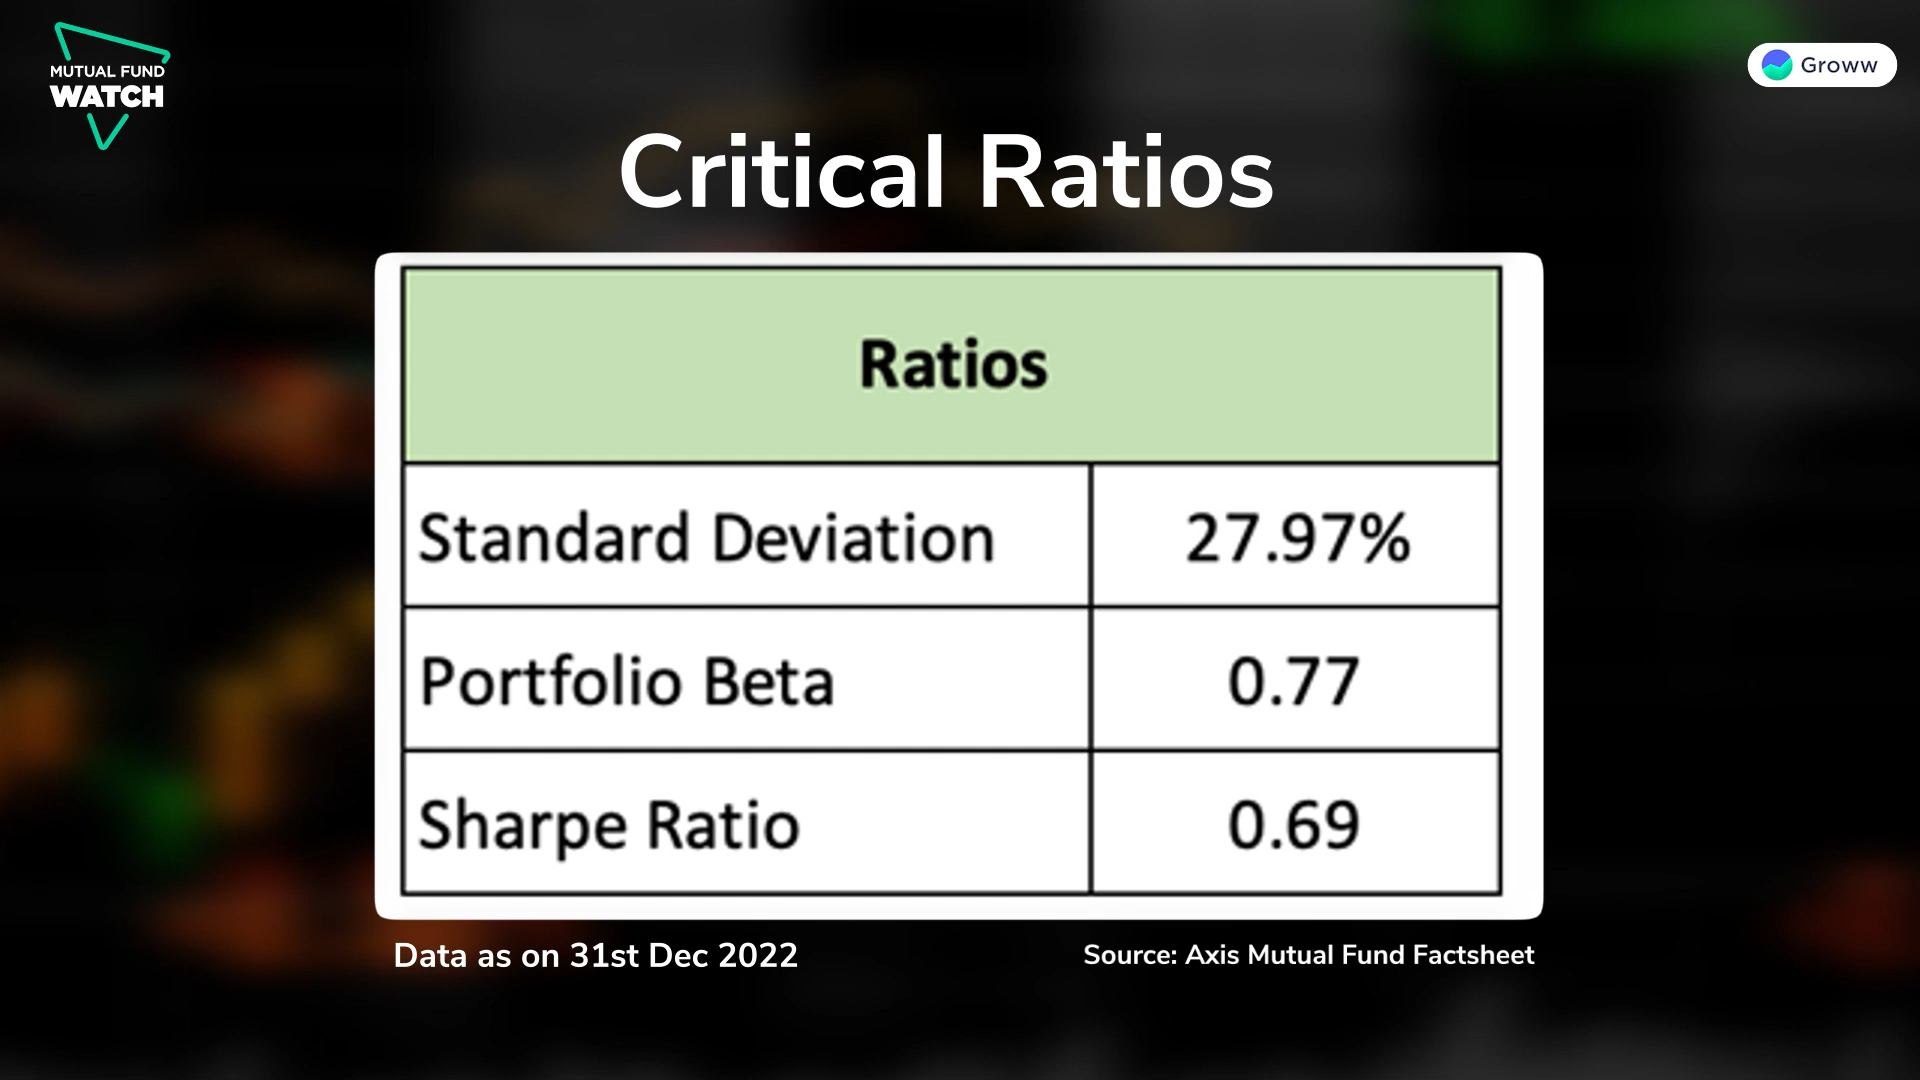 MUTUAL FUND
WATCH
Groww
Critical Ratios
Ratios
Standard Deviation 27.97%
Portfolio Beta 0.77
Sharpe Ratio 0.69
Data as on 31st Dec 2022
Source: Axis Mutual Fund Factsheet